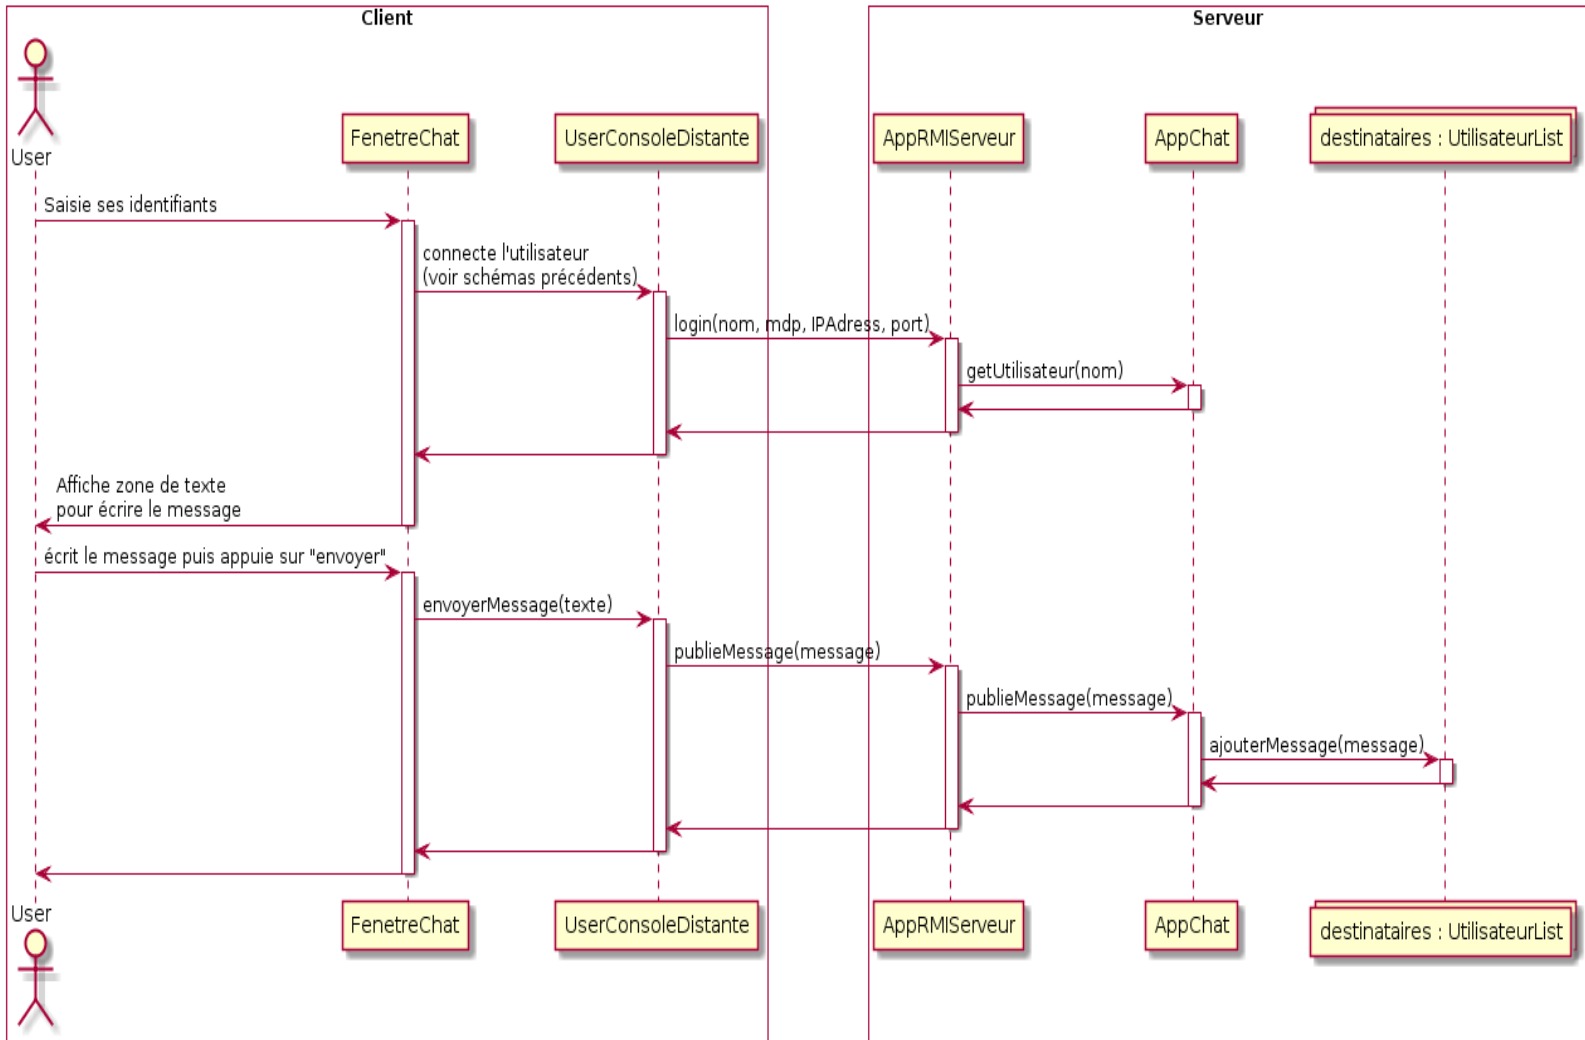 Client
Serveur
User
FenetreChat
UserConsoleDistante
AppRMIServeur
AppChat
destinataires : UtilisateurList
Saisie ses identifiants
connecte l'utilisateur
(voir schémas précédents)
login(nom, mdp, IPAdress, port)
getUtilisateur(nom)
Affiche zone de texte
pour écrire le message
écrit le message puis appuie sur "envoyer"
envoyerMessage(texte)
publieMessage(message)
publieMessage(message)
ajouterMessage(message)
User
FenetreChat
UserConsoleDistante
AppRMIServeur
AppChat
destinataires : UtilisateurList